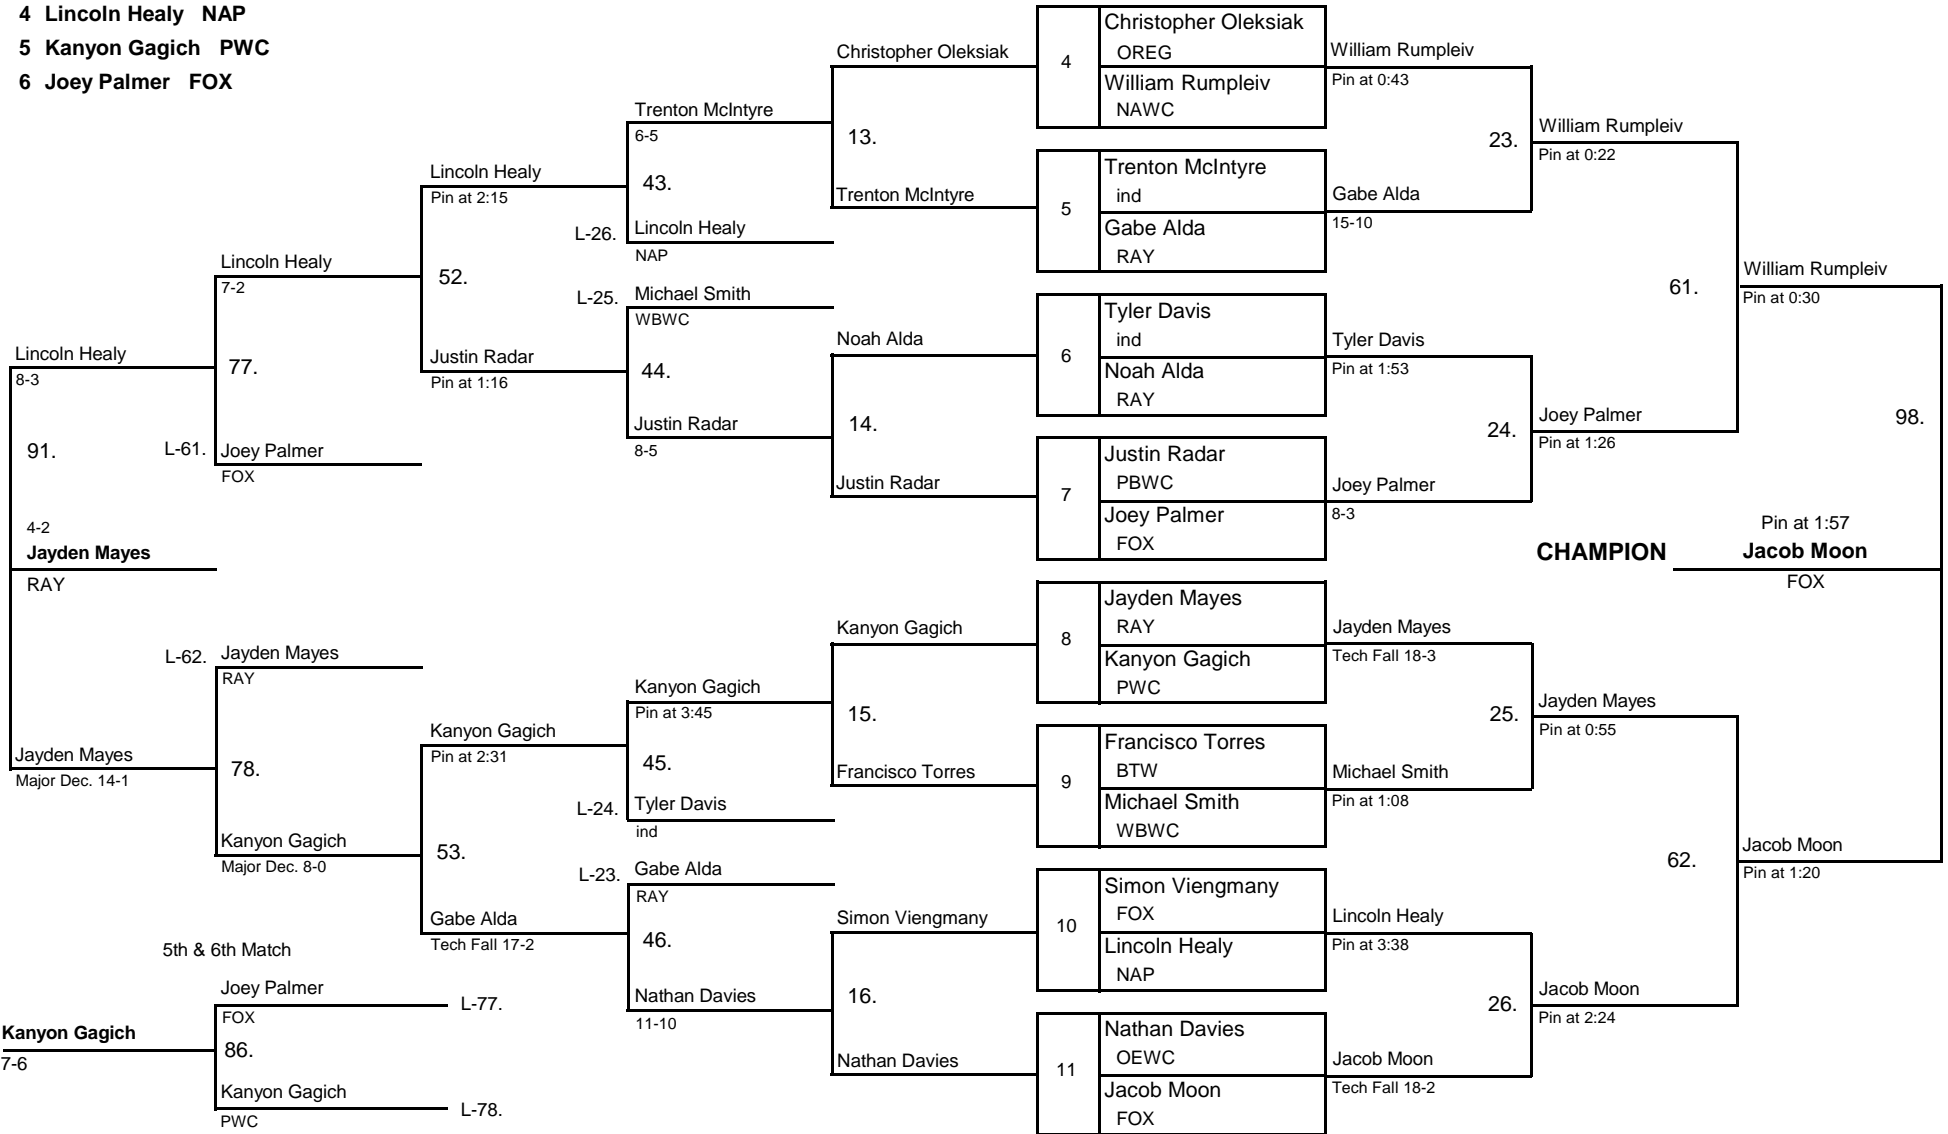 4 Lincoln Healy NAP
5 Kanyon Gagich PWC
6 Joey Palmer FOX
Lincoln Healy
8-3
91.
4-2
Jayden Mayes
RAY
Jayden Mayes
Major Dec. 14-1
Lincoln Healy
7-2
77.
L-61.
Joey Palmer
FOX
L-62.
Jayden Mayes
RAY
78.
Kanyon Gagich
Major Dec. 8-0
5th & 6th Match
Joey Palmer
FOX
L-77.
Kanyon Gagich
7-6
86.
Kanyon Gagich
PWC
L-78.
Lincoln Healy
Pin at 2:15
52.
Justin Radar
Pin at 1:16
Kanyon Gagich
Pin at 2:31
53.
Gabe Alda
Tech Fall 17-2
Trenton McIntyre
6-5
43.
L-26.
Lincoln Healy
NAP
L-25.
Michael Smith
WBWC
44.
Justin Radar
8-5
Kanyon Gagich
Pin at 3:45
45.
L-24.
Tyler Davis
ind
L-23.
Gabe Alda
RAY
46.
Nathan Davies
11-10
Christopher Oleksiak
13.
Trenton McIntyre
Noah Alda
14.
Justin Radar
Kanyon Gagich
15.
Francisco Torres
Simon Viengmany
16.
Nathan Davies
4
Christopher Oleksiak
OREG
William Rumpleiv
NAWC
5
Trenton McIntyre
ind
Gabe Alda
RAY
6
Tyler Davis
ind
Noah Alda
RAY
7
Justin Radar
PBWC
Joey Palmer
FOX
8
Jayden Mayes
RAY
Kanyon Gagich
PWC
9
Francisco Torres
BTW
Michael Smith
WBWC
10
Simon Viengmany
FOX
Lincoln Healy
NAP
11
Nathan Davies
OEWC
Jacob Moon
FOX
William Rumpleiv
Pin at 0:43
23.
Gabe Alda
15-10
Tyler Davis
Pin at 1:53
24.
Joey Palmer
8-3
Jayden Mayes
Tech Fall 18-3
25.
Michael Smith
Pin at 1:08
Lincoln Healy
Pin at 3:38
26.
Jacob Moon
Tech Fall 18-2
William Rumpleiv
Pin at 0:22
61.
Joey Palmer
Pin at 1:26
Jayden Mayes
Pin at 0:55
62.
Jacob Moon
Pin at 2:24
William Rumpleiv
Pin at 0:30
98.
Pin at 1:57
CHAMPION Jacob Moon
FOX
Jacob Moon
Pin at 1:20